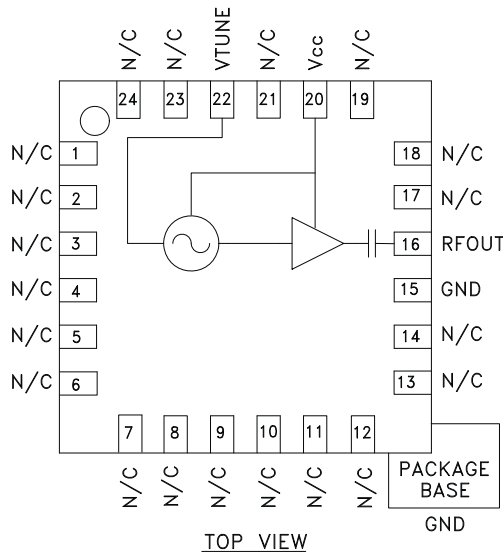 N/C N/C VTUNE N/C Vcc N/C
24 23 22 21 20 19
N/C 1 18 N/C
N/C 2 17 N/C
N/C 3 16 RFOUT
N/C 4 15 GND
N/C 5 14 N/C
N/C 6 13 N/C
7 8 9 10 11 12
N/C N/C N/C N/C N/C N/C
PACKAGE
BASE
GND
TOP VIEW